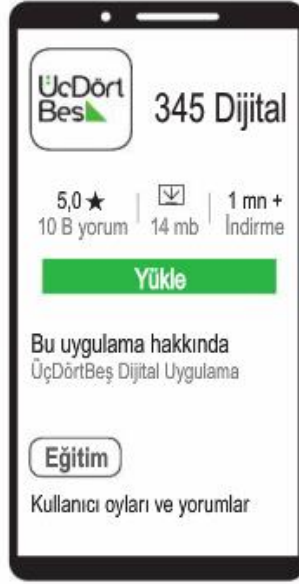 ÜçDört
Beş
345 Dijital
5,0 ★ 14 mb 1 mn +
10 B yorum İndirme
Yükle
Bu uygulama hakkında
ÜçDörtBeş Dijital Uygulama
Eğitim
Kullanıcı oyları ve yorumlar